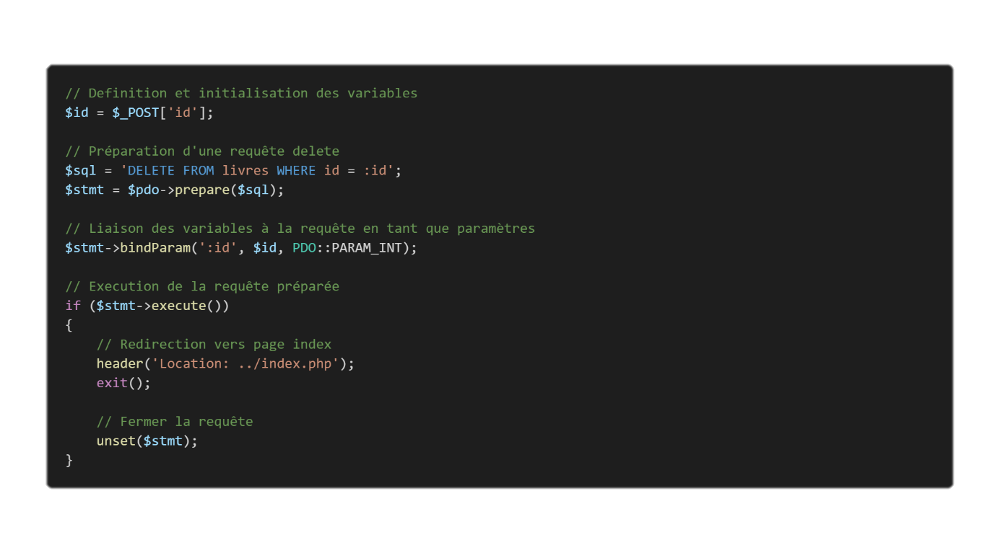 // Definition et initialisation des variables
$id = $_POST['id'];
// Préparation d'une requête delete
$sql = 'DELETE FROM livres WHERE id = :id';
$stmt = $pdo->prepare($sql);
// Liaison des variables à la requête en tant que paramètres
$stmt->bindParam(':id', $id, PDO::PARAM_INT);
// Execution de la requête préparée
if ($stmt->execute())
{
    // Redirection vers page index
    header('Location: ../index.php');
    exit();
    // Fermer la requête
    unset($stmt);
}